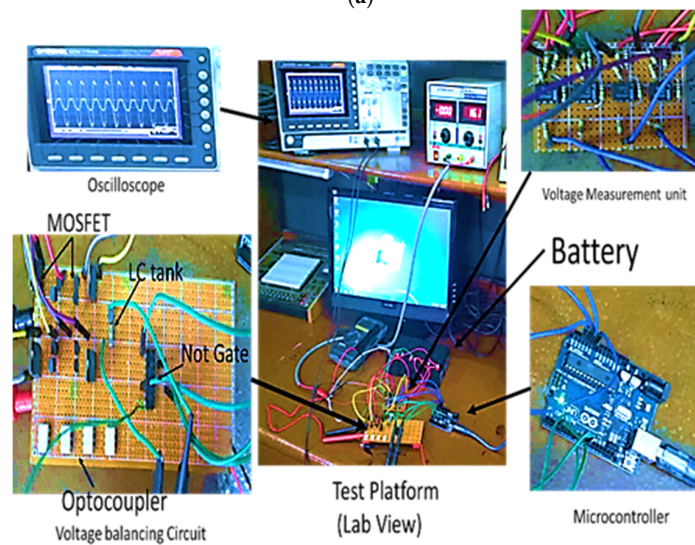 (a)
Oscilloscope
Voltage Measurement unit
MOSFET
LC tank
Not Gate
Optocoupler
Voltage balancing Circuit
Battery
Test Platform
(Lab View)
Microcontroller